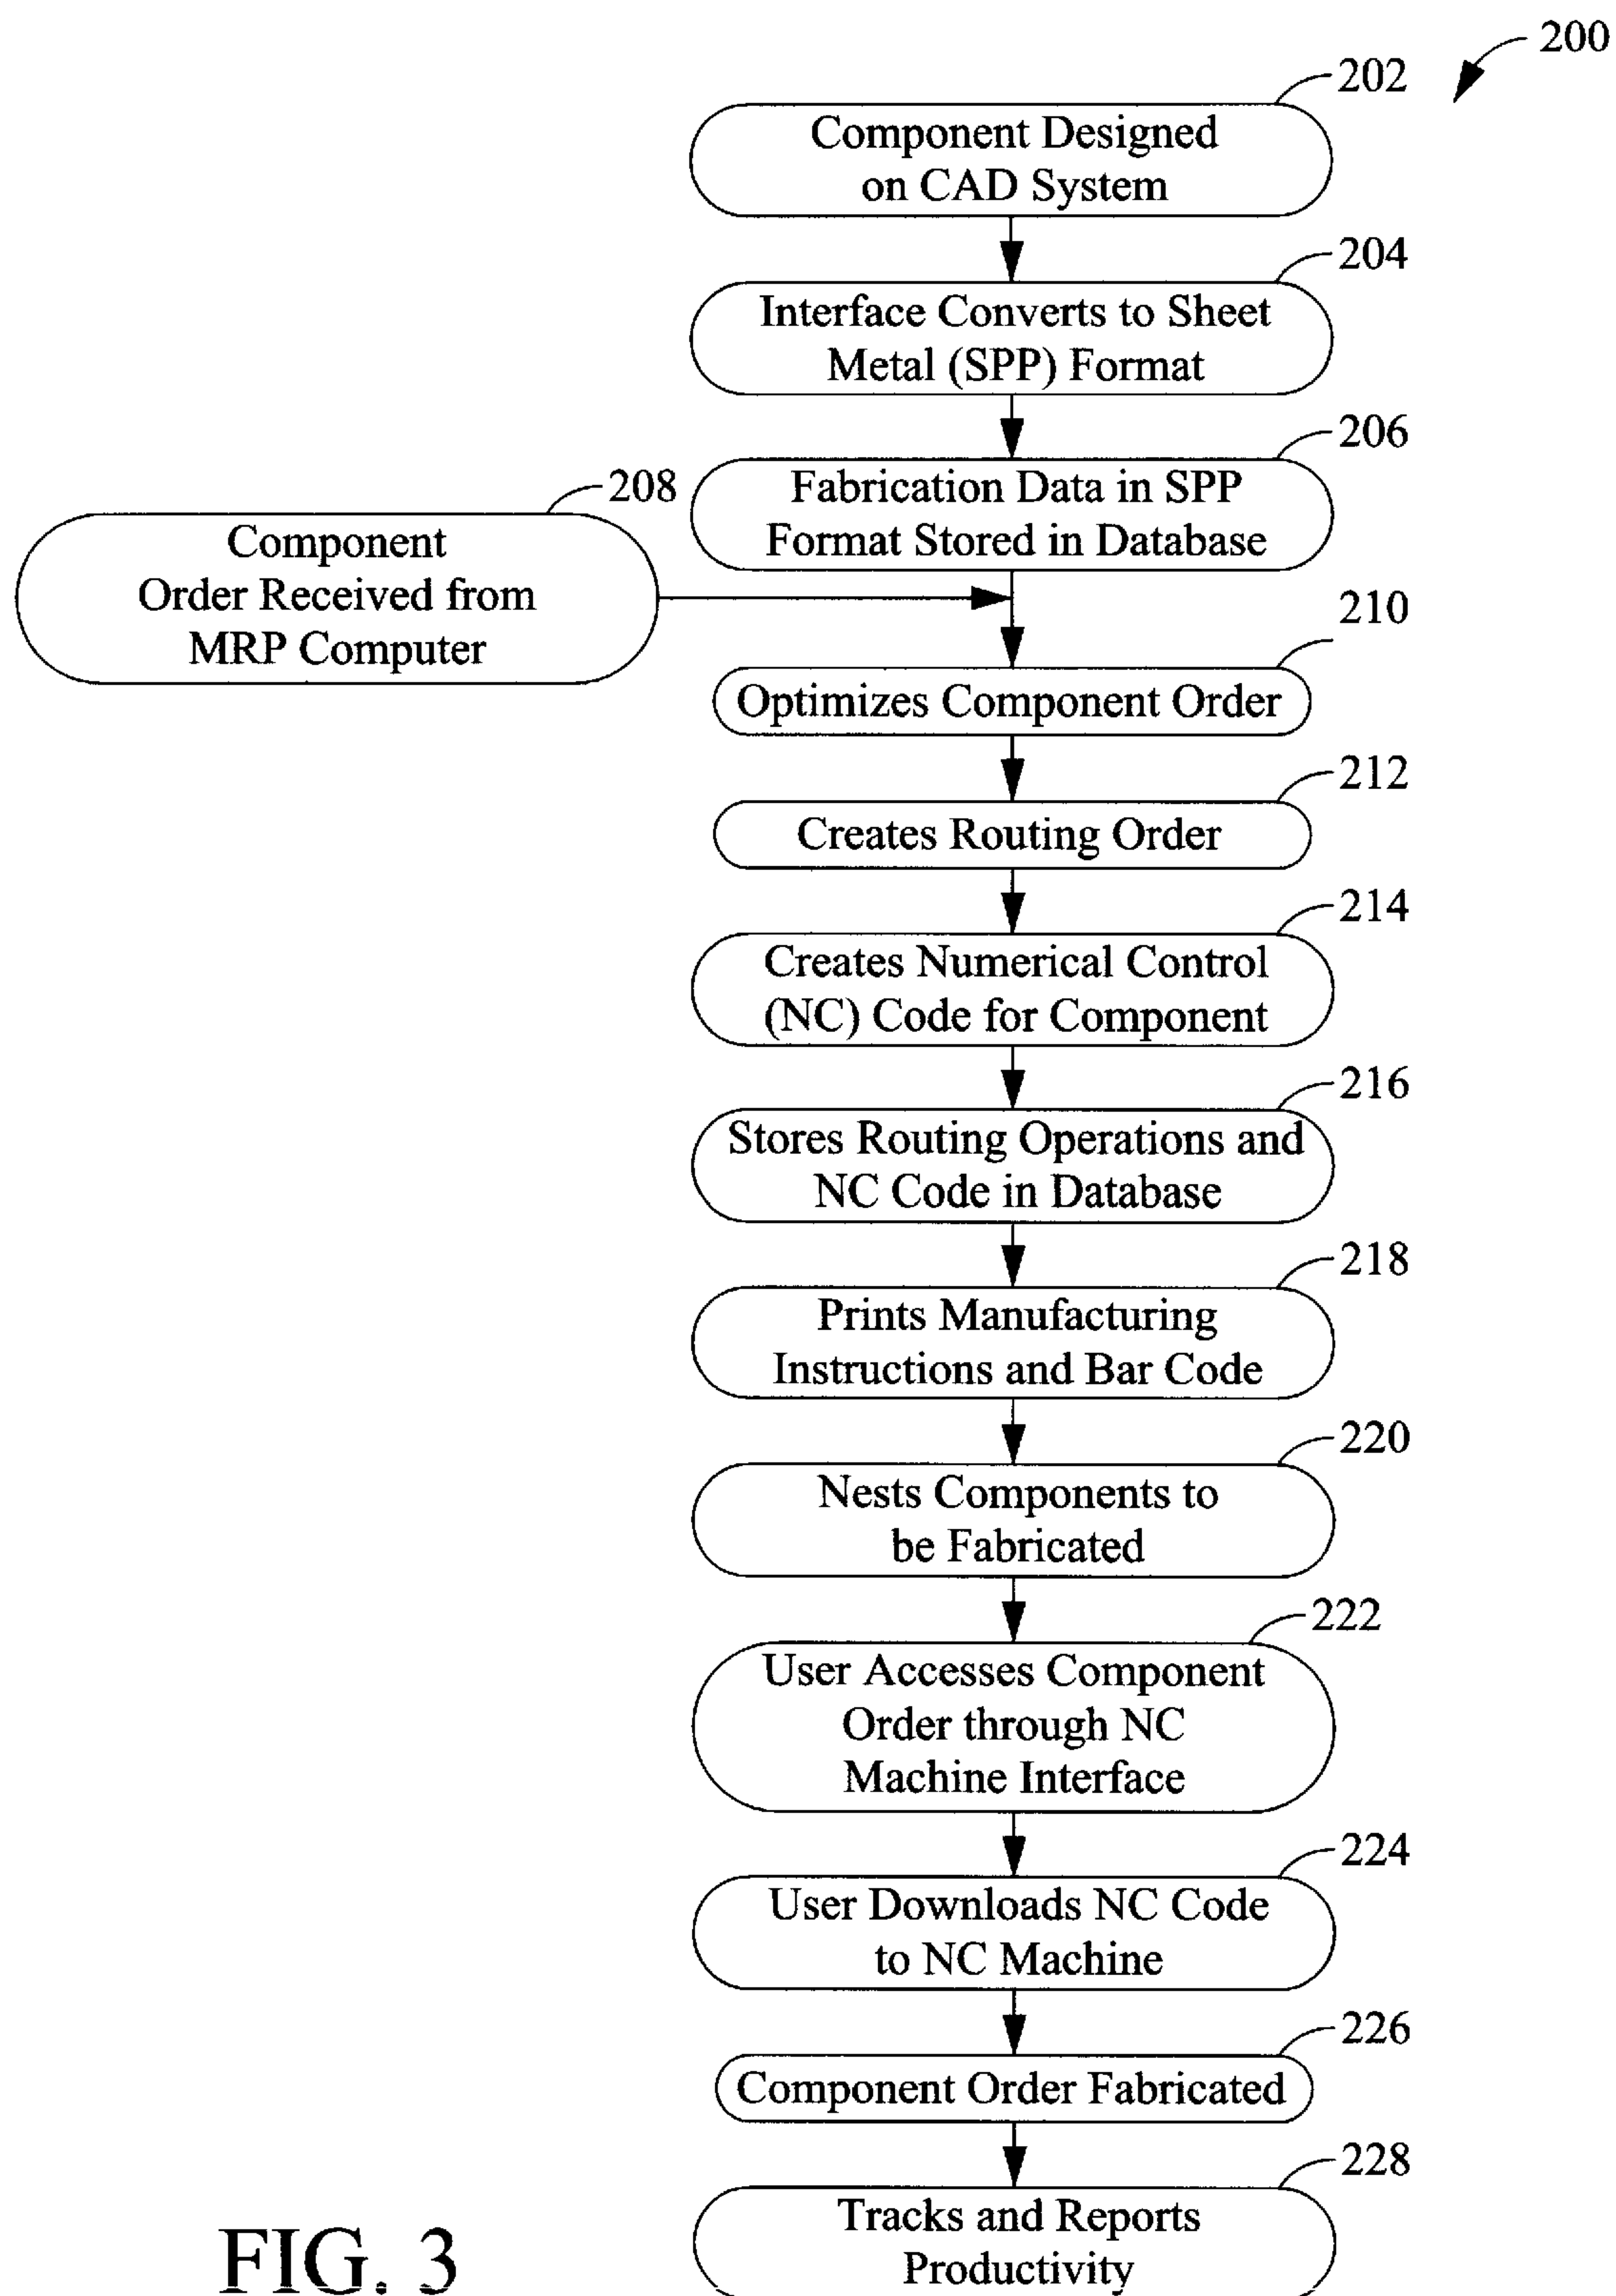 200
202
Component Designed
on CAD System
204
Interface Converts to Sheet
Metal (SPP) Format
206
Fabrication Data in SPP
Format Stored in Database
208
Component
Order Received from
MRP Computer
210
Optimizes Component Order
212
Creates Routing Order
214
Creates Numerical Control
(NC) Code for Component
216
Stores Routing Operations and
NC Code in Database
218
Prints Manufacturing
Instructions and Bar Code
220
Nests Components to
be Fabricated
222
User Accesses Component
Order through NC
Machine Interface
224
User Downloads NC Code
to NC Machine
226
Component Order Fabricated
228
Tracks and Reports
Productivity
FIG. 3